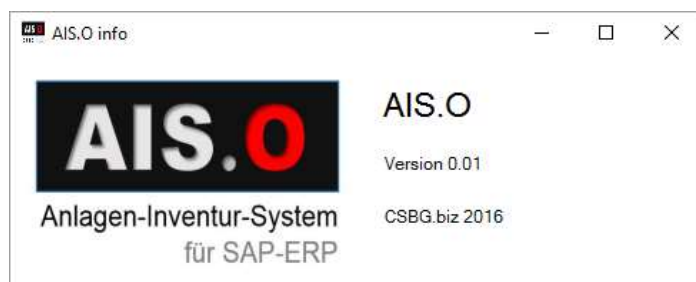 AIS.O info
AIS.O
Anlagen-Inventur-System
für SAP-ERP
AIS.O
Version 0.01
CSBG.biz 2016